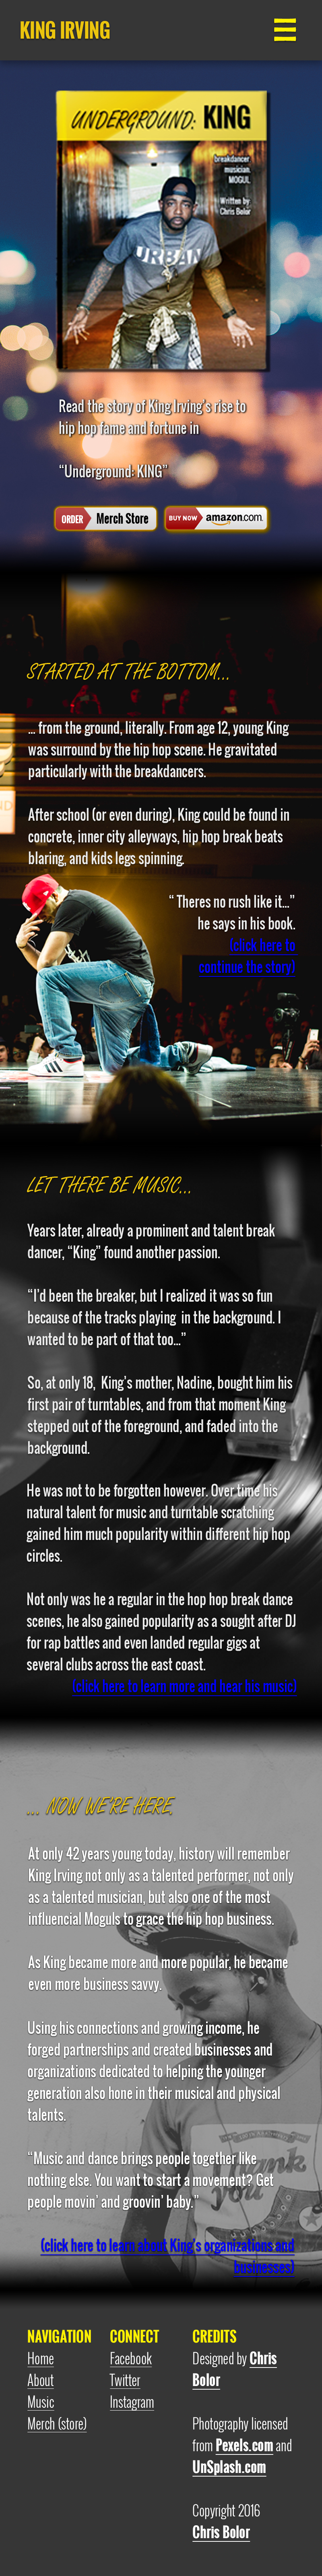 KING IRVING
UNDERGROUND: KING
breakdancer
musician
MOGUL
Written by
Chris Bolor
URBAN
Read the story of King Irving's rise to
hip hop fame and fortune in
“Underground: KING”
ORDER Merch Store
BUY NOW amazon.com.
STARTED AT THE BOTTOM...
... from the ground, literally. From age 12, young King
was surround by the hip hop scene. He gravitated
particularly with the breakdancers.
After school (or even during), King could be found in
concrete, inner city alleyways, hip hop break beats
blaring, and kids legs spinning.
“ Theres no rush like it...”
he says in his book.
(click here to
continue the story)
LET THERE BE MUSIC...
Years later, already a prominent and talent break
dancer, “King” found another passion.
“I'd been the breaker, but I realized it was so fun
because of the tracks playing in the background. I
wanted to be part of that too...”
So, at only 18, King's mother, Nadine, bought him his
first pair of turntables, and from that moment King
stepped out of the foreground, and faded into the
background.
He was not to be forgotten however. Over time his
natural talent for music and turntable scratching
gained him much popularity within different hip hop
circles.
Not only was he a regular in the hop hop break dance
scenes, he also gained popularity as a sought after DJ
for rap battles and even landed regular gigs at
several clubs across the east coast.
(click here to learn more and hear his music)
... NOW WE'RE HERE.
At only 42 years young today, history will remember
King Irving not only as a talented performer, not only
as a talented musician, but also one of the most
influencial Moguls to grace the hip hop business.
As King became more and more popular, he became
even more business savvy.
Using his connections and growing income, he
forged partnerships and created businesses and
organizations dedicated to helping the younger
generation also hone in their musical and physical
talents.
“Music and dance brings people together like
nothing else. You want to start a movement? Get
people movin' and groovin' baby.”
(click here to learn about King's organizations and
businesses)
NAVIGATION
Home
About
Music
Merch (store)
CONNECT
Facebook
Twitter
Instagram
CREDITS
Designed by Chris
Bolor
Photography licensed
from Pexels.com and
UnSplash.com
Copyright 2016
Chris Bolor